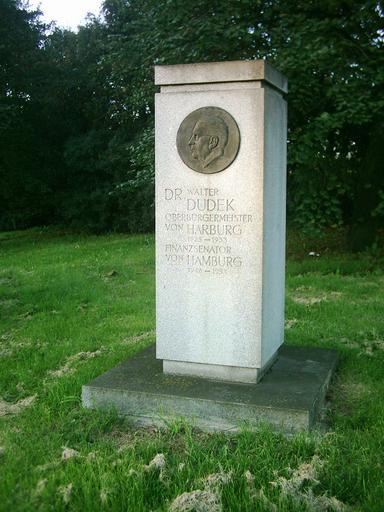 DR. WALTER
DUDEK
OBERBÜRGERMEISTER
VON HARBURG
1925 – 1933
FINANZSENATOR
VON HAMBURG
1946 – 1953